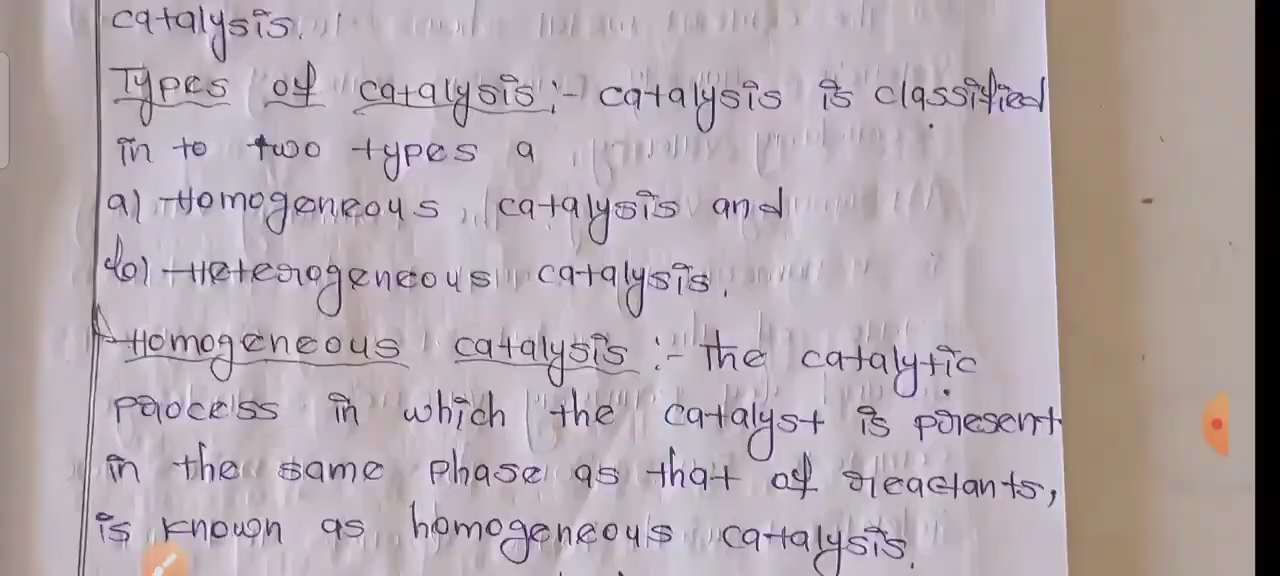 catalysis.
Types of catalysis :- catalysis is classified
in to two types a
a) Homogeneous catalysis and
b) Heterogeneous catalysis.
Homogeneous catalysis :- The catalytic
process in which the catalyst is present
in the same phase as that of reactants,
is known as homogeneous catalysis.